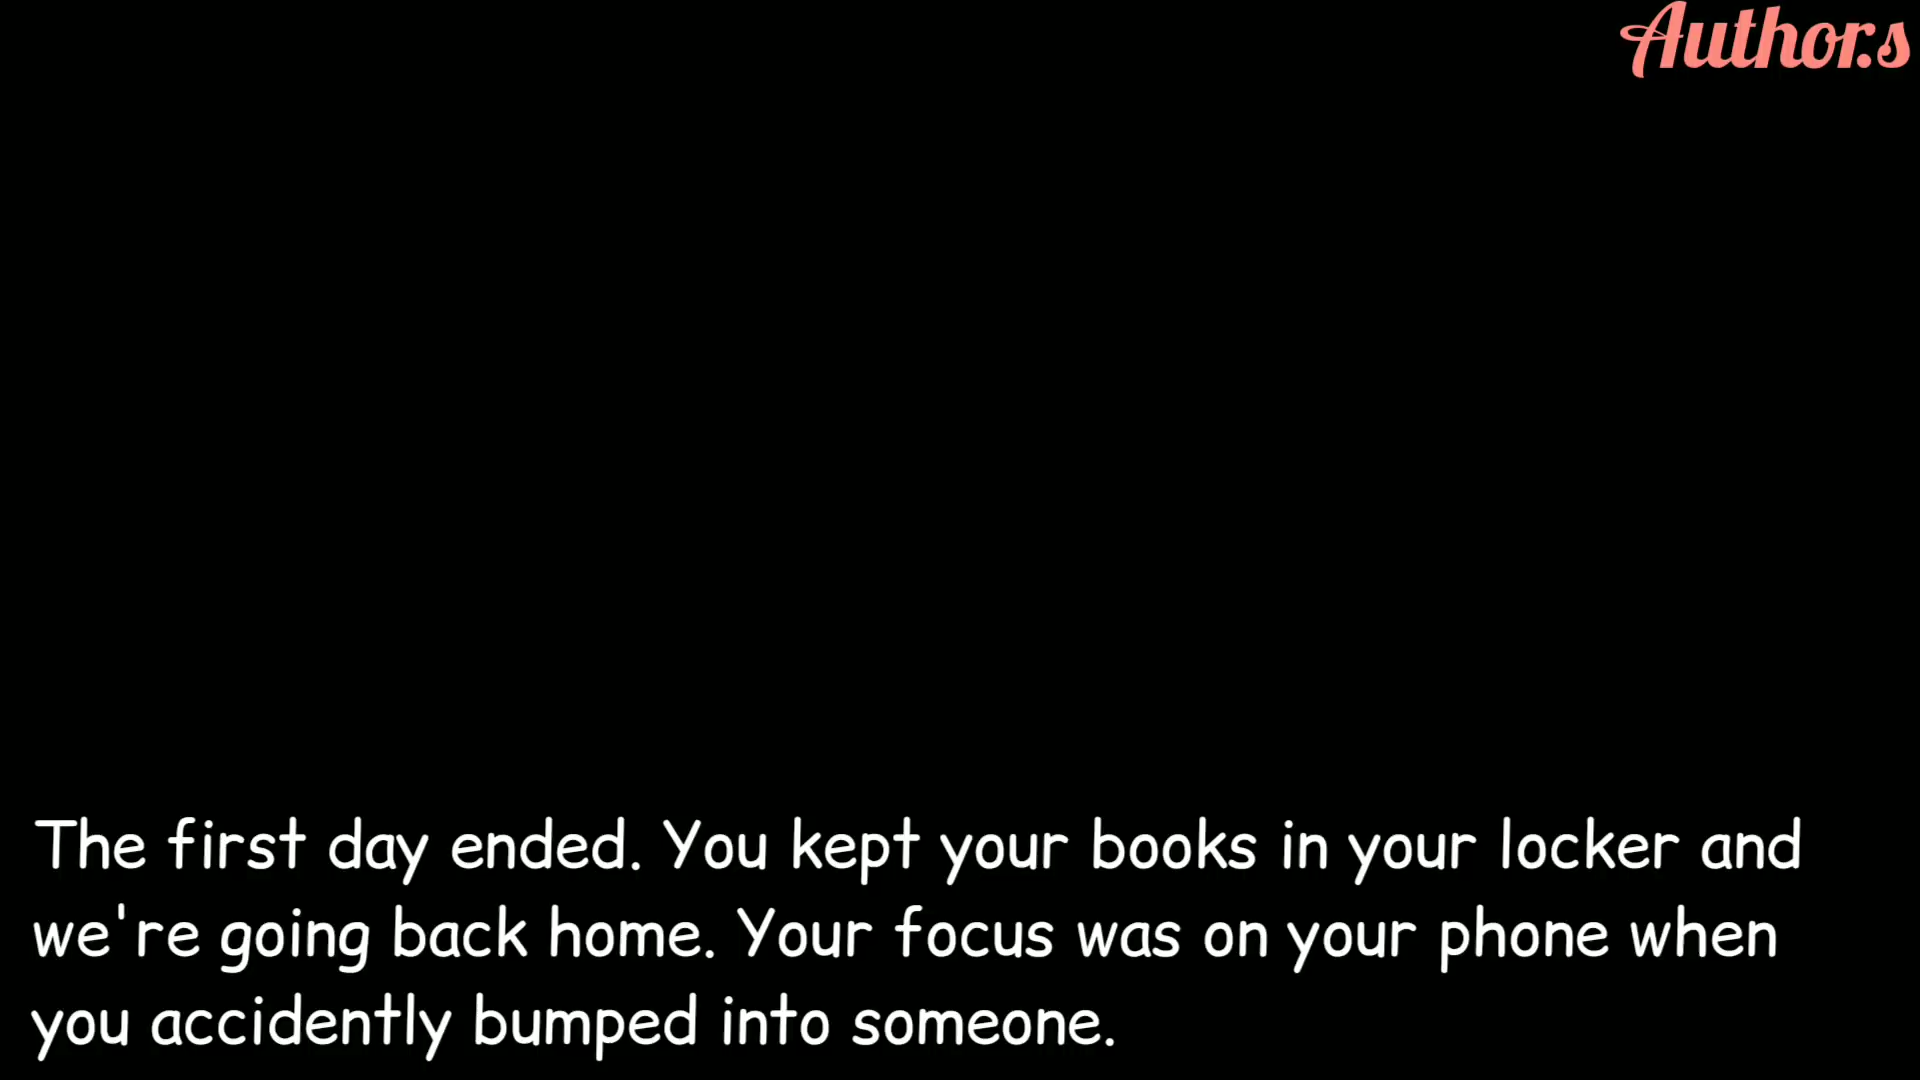 Author.s
The first day ended. You kept your books in your locker and
we're going back home. Your focus was on your phone when
you accidently bumped into someone.